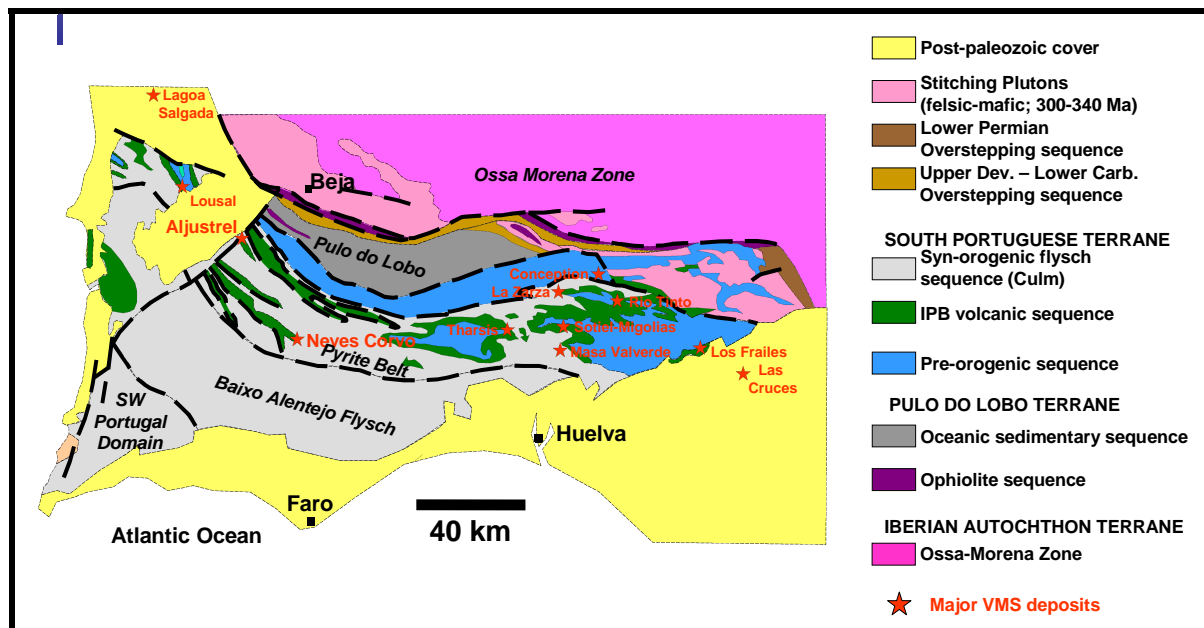 Lagoa
Salgada
Beja
Ossa Morena Zone
Lousal
Aljustrel
Pulo do Lobo
Conception
La Zarza
Rio Tinto
Tharsis
Sotiel-Migolias
Neves Corvo
Masa Valverde
Los Frailes
Las
Cruces
Pyrite Belt
Baixo Alentejo Flysch
SW
Portugal
Domain
Huelva
Faro
40 km
Atlantic Ocean
Post-paleozoic cover
Stitching Plutons
(felsic-mafic; 300-340 Ma)
Lower Permian
Overstepping sequence
Upper Dev. – Lower Carb.
Overstepping sequence
SOUTH PORTUGUESE TERRANE
Syn-orogenic flysch
sequence (Culm)
IPB volcanic sequence
Pre-orogenic sequence
PULO DO LOBO TERRANE
Oceanic sedimentary sequence
Ophiolite sequence
IBERIAN AUTOCHTHON TERRANE
Ossa-Morena Zone
Major VMS deposits